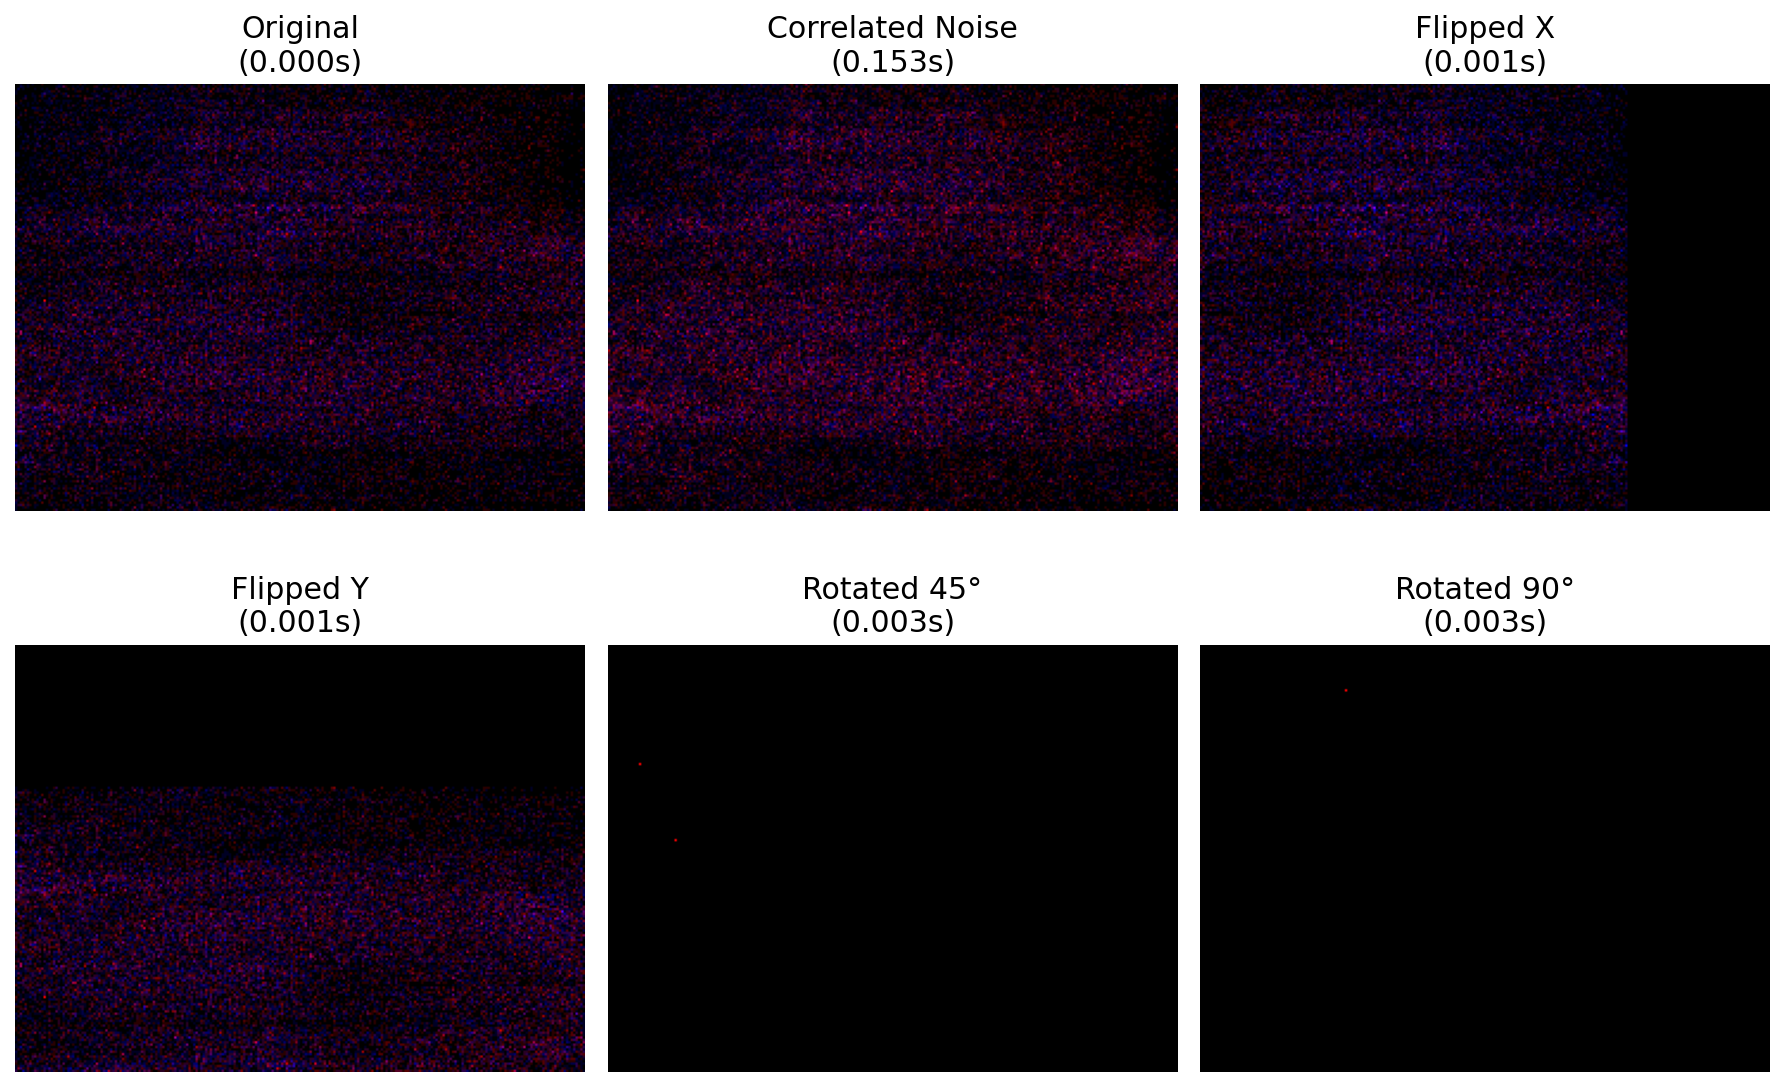 Original
(0.000s)
Correlated Noise
(0.153s)
Flipped X
(0.001s)
Flipped Y
(0.001s)
Rotated 45°
(0.003s)
Rotated 90°
(0.003s)